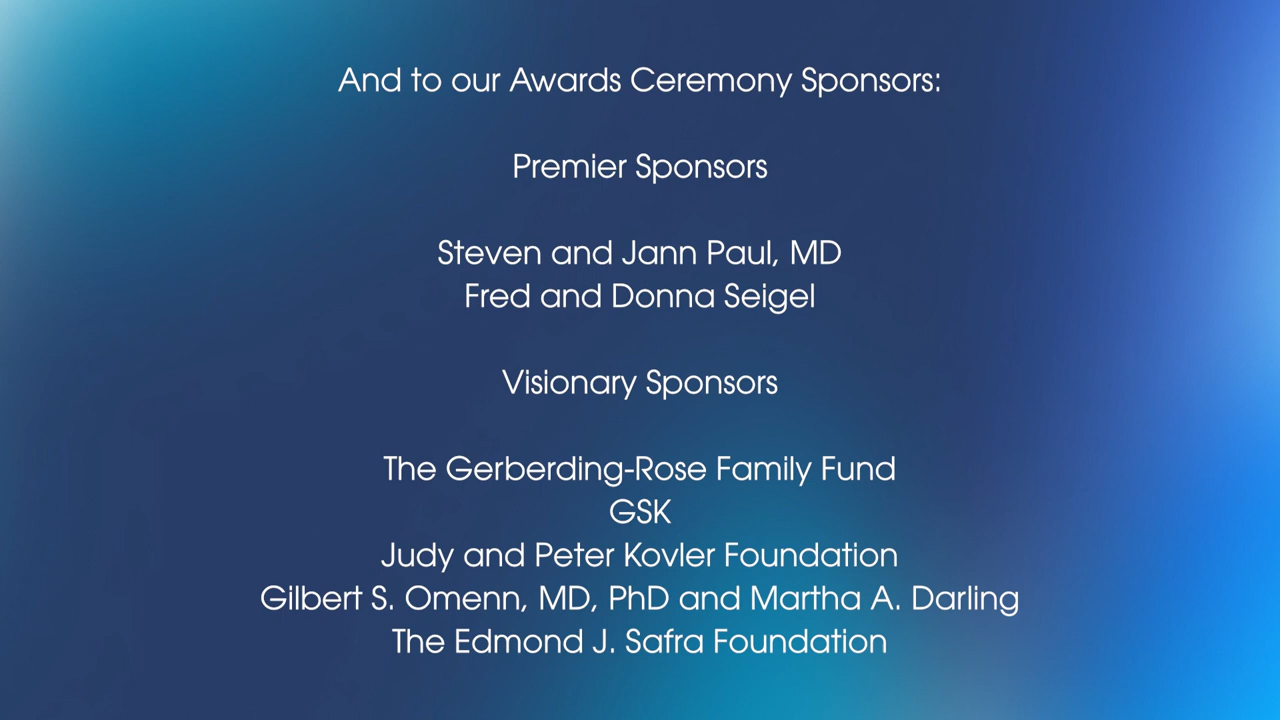 And to our Awards Ceremony Sponsors:
Premier Sponsors
Steven and Jann Paul, MD
Fred and Donna Seigel
Visionary Sponsors
The Gerberding-Rose Family Fund
GSK
Judy and Peter Kovler Foundation
Gilbert S. Omenn, MD, PhD and Martha A. Darling
The Edmond J. Safra Foundation